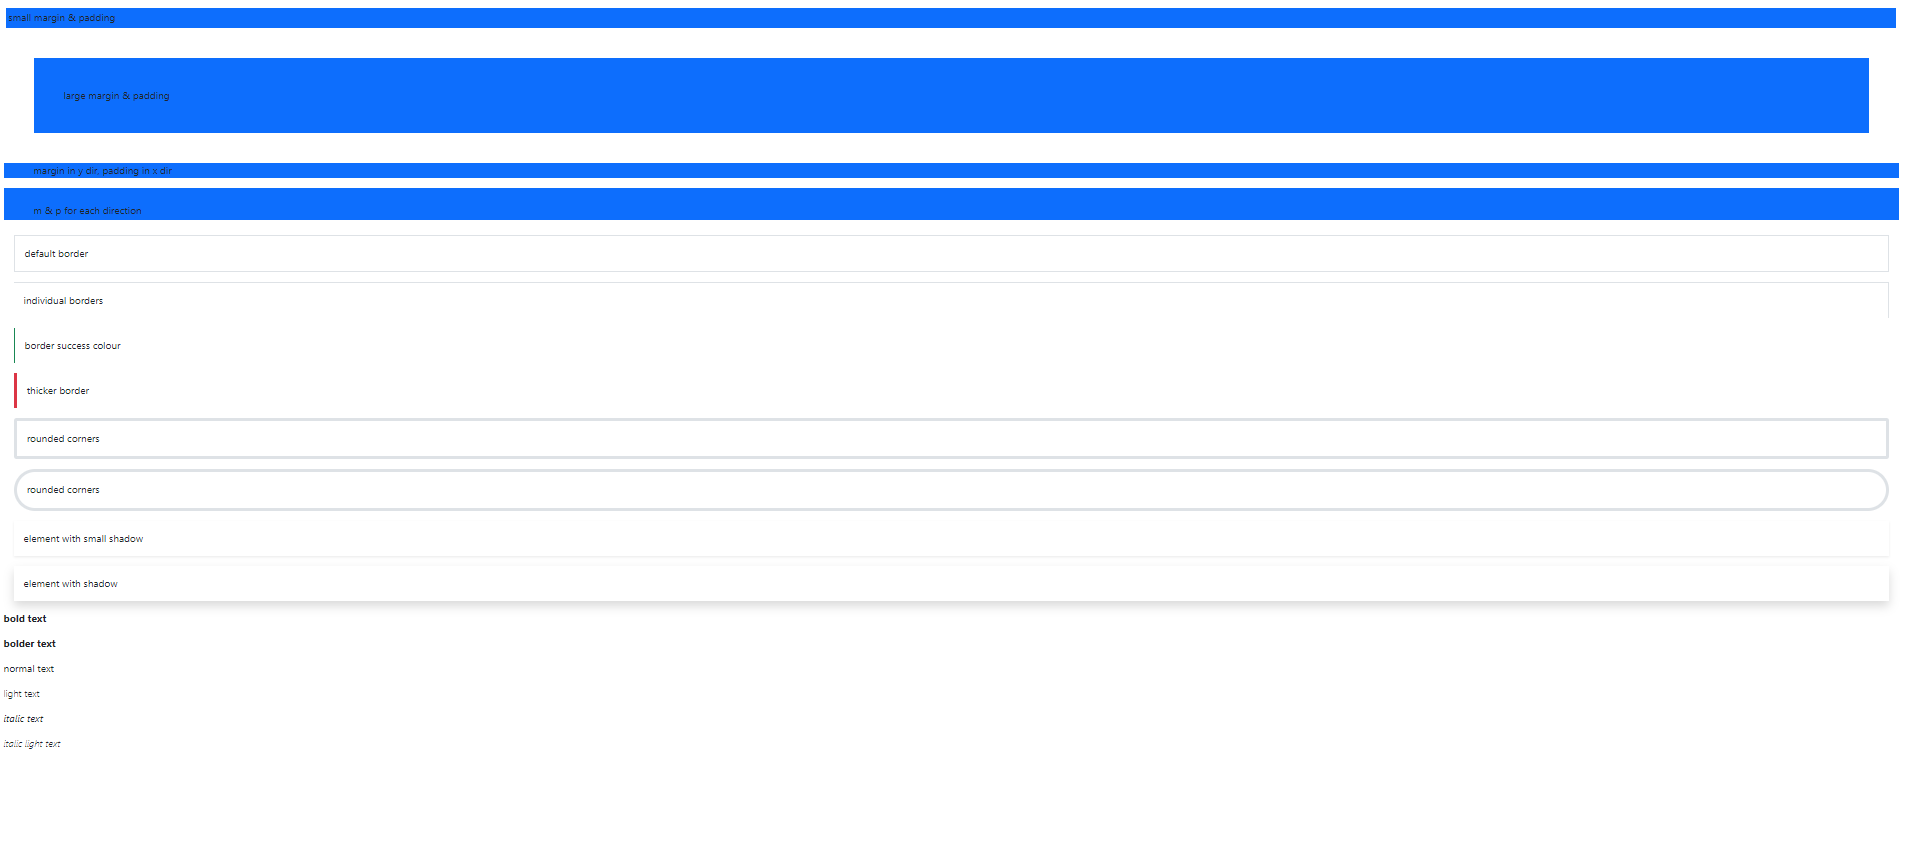 small margin & padding
large margin & padding
margin in y dir, padding in x dir
m & p for each direction
default border
individual borders
border success colour
thicker border
rounded corners
rounded corners
element with small shadow
element with shadow
bold text
bolder text
normal text
light text
italic text
italic light text